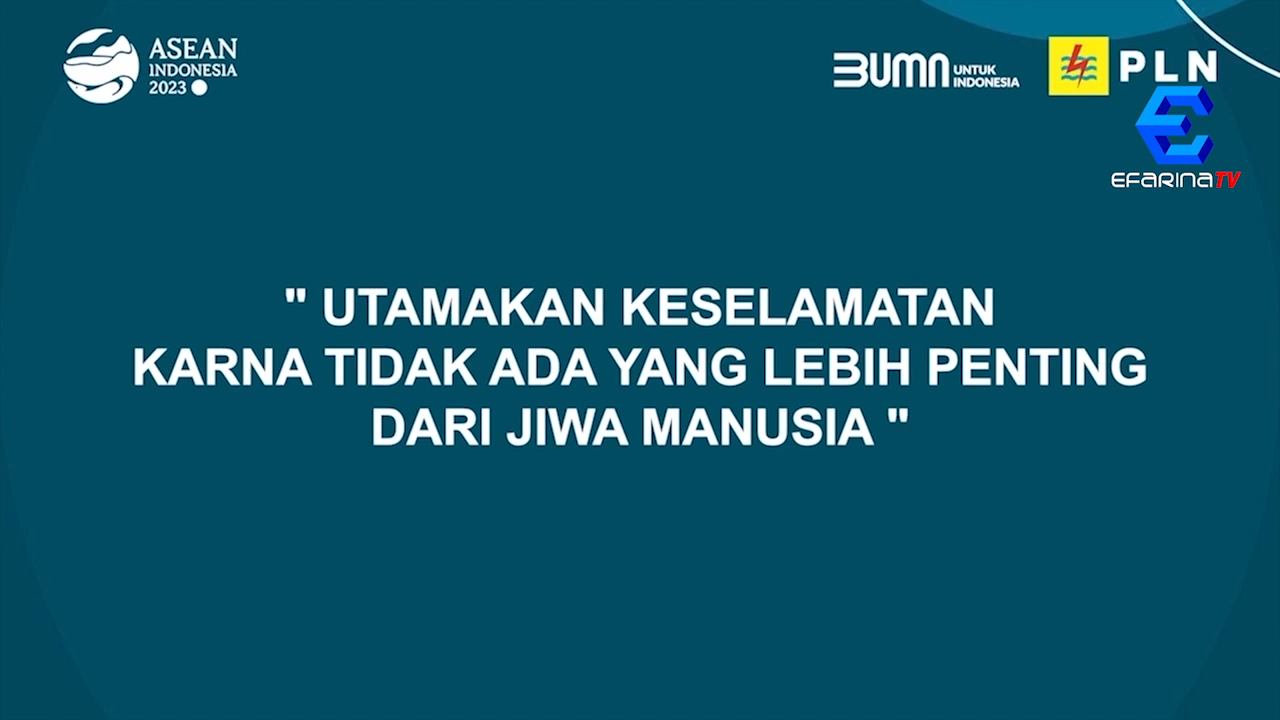 ASEAN
INDONESIA
2023
BUMN UNTUK
INDONESIA
PLN
EFARINATV
" UTAMAKAN KESELAMATAN
KARNA TIDAK ADA YANG LEBIH PENTING
DARI JIWA MANUSIA "